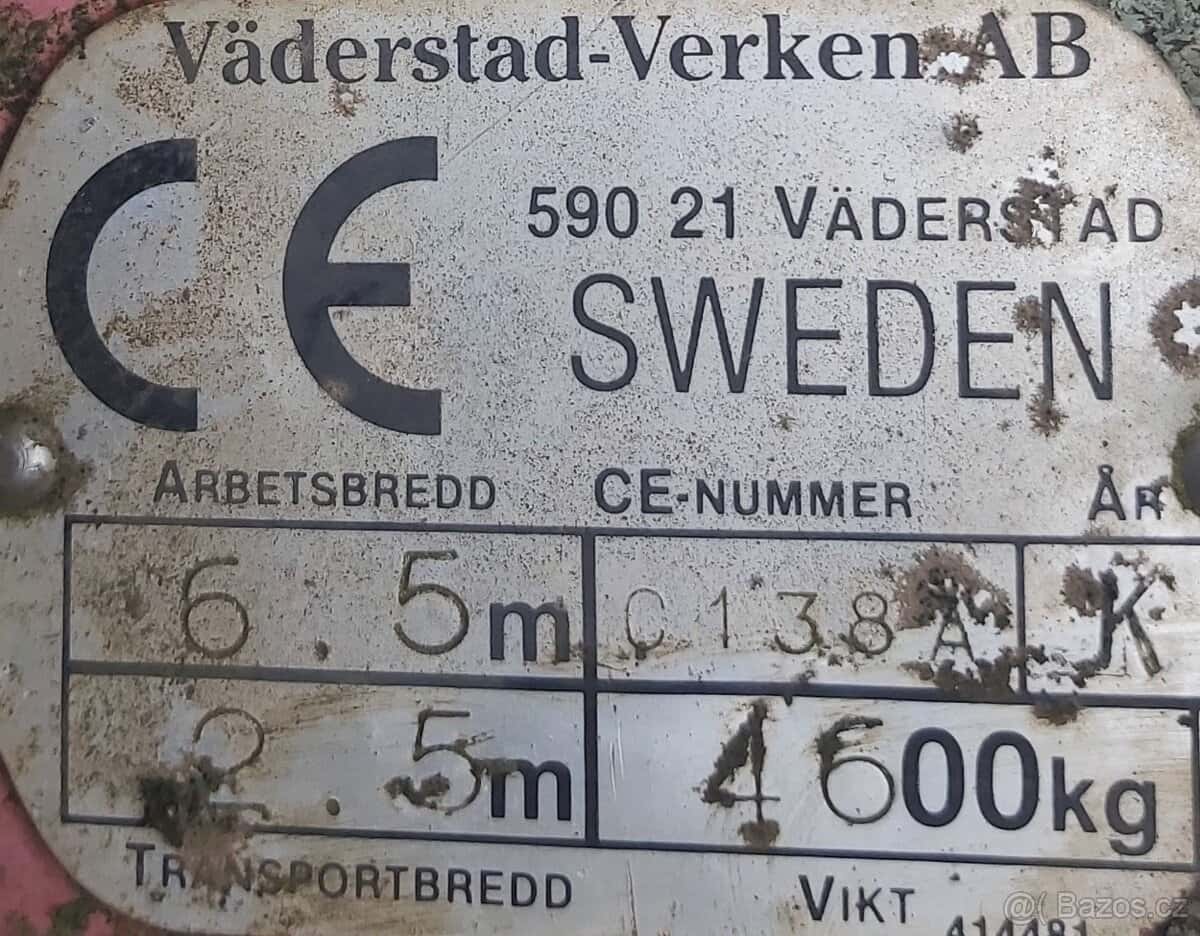 Väderstad-Verken AB
CE
590 21 VÄDERSTAD
SWEDEN
ARBETSBREDD CE-NUMMER ÅR
6.5m C138A K
2.5m 4600kg
TRANSPORTBREDD VIKT
414481
Bazos.cz